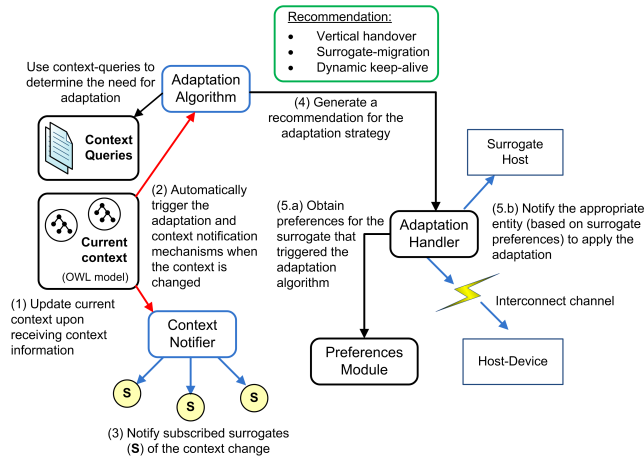 Recommendation:
• Vertical handover
• Surrogate-migration
• Dynamic keep-alive
Use context-queries to
determine the need for
adaptation
Adaptation
Algorithm
(4) Generate a
recommendation for the
adaptation strategy
Context
Queries
Surrogate
Host
(2) Automatically
trigger the
adaptation and
context notification
mechanisms when
the context is
changed
(5.a) Obtain
preferences for the
surrogate that
triggered the
adaptation
algorithm
Current
context
(OWL model)
Adaptation
Handler
(5.b) Notify the appropriate
entity (based on surrogate
preferences) to apply the
adaptation
(1) Update current
context upon
receiving context
information
Context
Notifier
Interconnect channel
Preferences
Module
Host-Device
S
S
S
(3) Notify subscribed surrogates
(S) of the context change